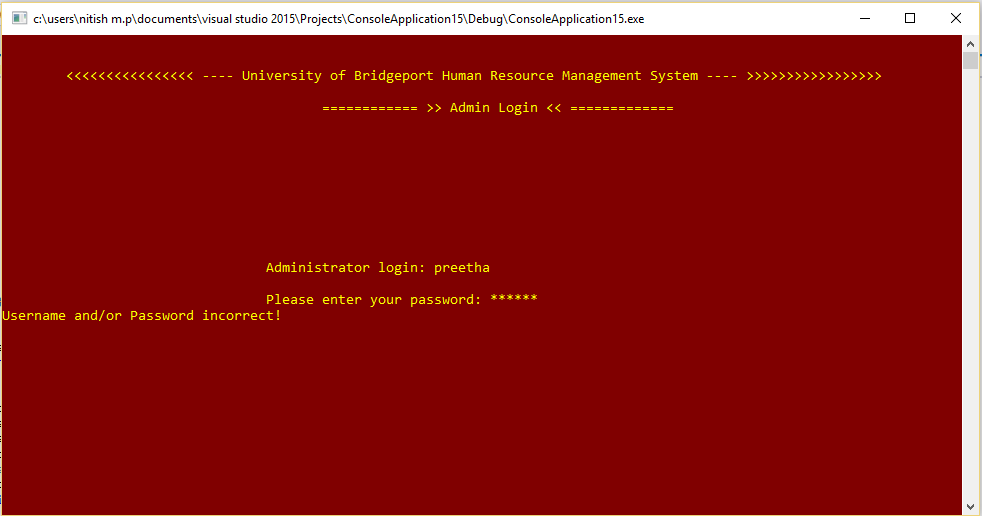 c:\users\nitish m.p\documents\visual studio 2015\Projects\ConsoleApplication15\Debug\ConsoleApplication15.exe
<<<<<<<<<<<<<<<< ---- University of Bridgeport Human Resource Management System ---- >>>>>>>>>>>>>>>>>
============ >> Admin Login << =============
Administrator login: preetha
Please enter your password: ******
Username and/or Password incorrect!